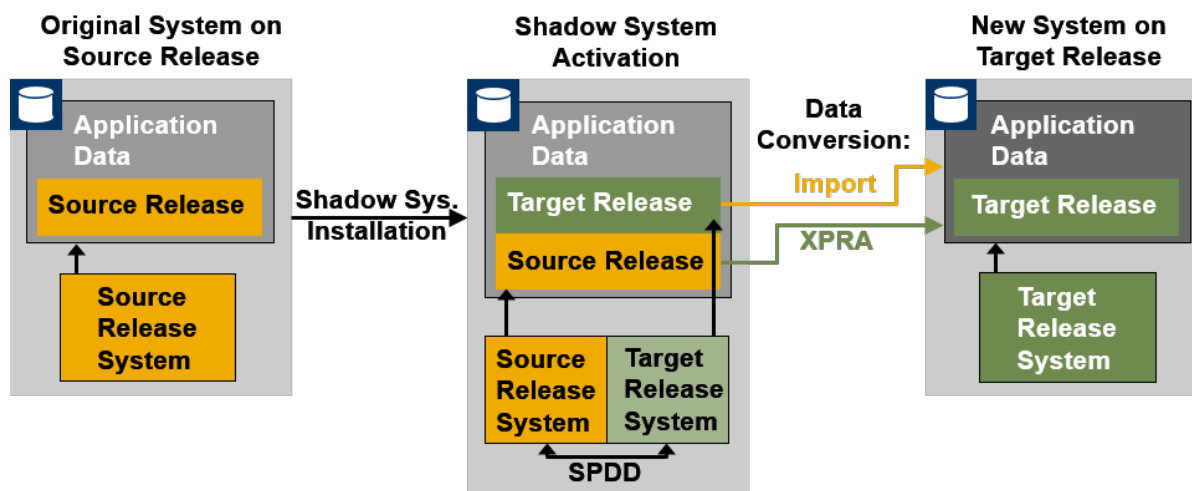 Original System on
Source Release
Application
Data
Source Release
Source
Release
System
Shadow Sys.
Installation
Shadow System
Activation
Application
Data
Target Release
Source Release
Source
Release
System
Target
Release
System
SPDD
Data
Conversion:
Import
XPRA
New System on
Target Release
Application
Data
Target Release
Target
Release
System